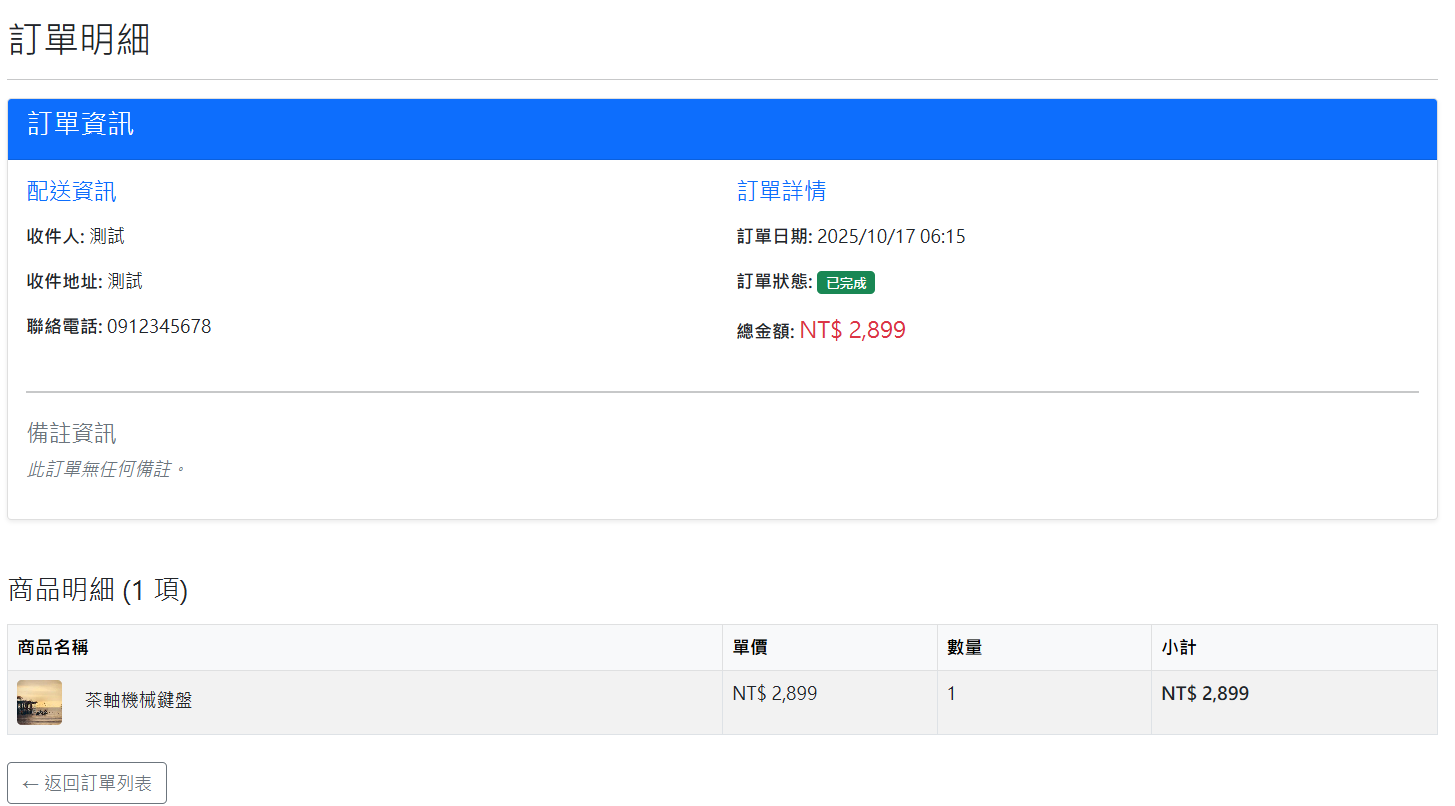 訂單明細
訂單資訊
配送資訊
收件人: 測試
收件地址: 測試
聯絡電話: 0912345678
訂單詳情
訂單日期: 2025/10/17 06:15
訂單狀態: 已完成
總金額: NT$ 2,899
備註資訊
此訂單無任何備註。
商品明細 (1 項)
商品名稱 單價 數量 小計
茶軸機械鍵盤 NT$ 2,899 1 NT$ 2,899
← 返回訂單列表